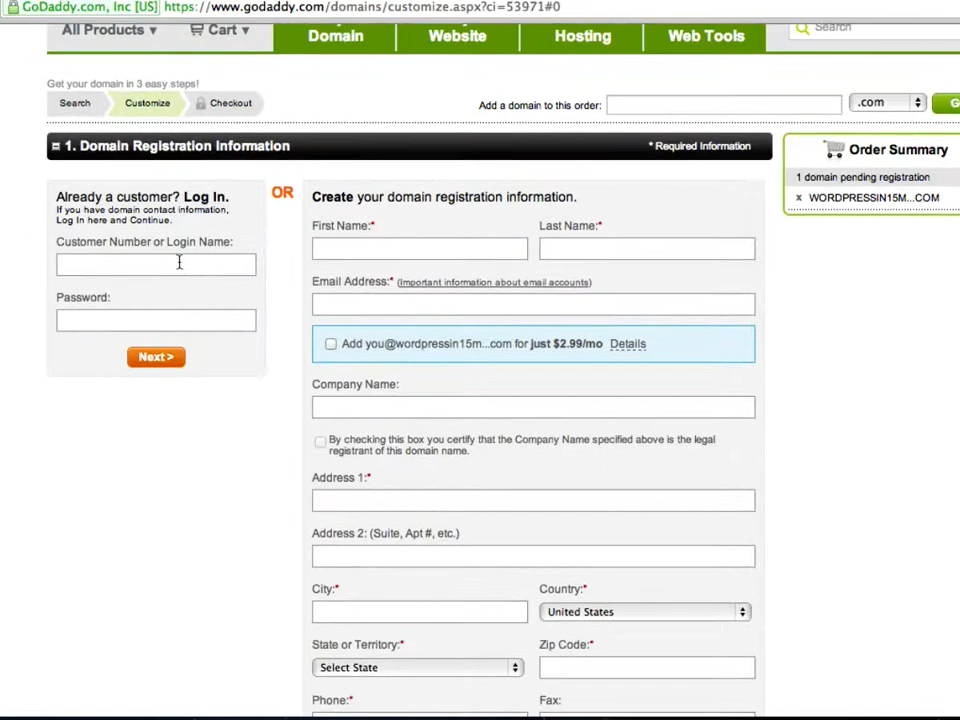 GoDaddy.com, Inc [US] https://www.godaddy.com/domains/customize.aspx?ci=53971#0
All Products ▾ Cart ▾ Domain Website Hosting Web Tools Search
Get your domain in 3 easy steps!
Search Customize Checkout
Add a domain to this order: .com G
1. Domain Registration Information * Required Information
Order Summary
1 domain pending registration
x WORDPRESSIN15M...COM
Already a customer? Log In.
If you have domain contact information,
Log In here and Continue.
Customer Number or Login Name:
Password:
Next >
OR
Create your domain registration information.
First Name:* Last Name:*
Email Address:* (Important information about email accounts)
Add you@wordpressin15m...com for just $2.99/mo Details
Company Name:
By checking this box you certify that the Company Name specified above is the legal
registrant of this domain name.
Address 1:*
Address 2: (Suite, Apt #, etc.)
City:* Country:*
United States
State or Territory:* Zip Code:*
Select State
Phone:* Fax: